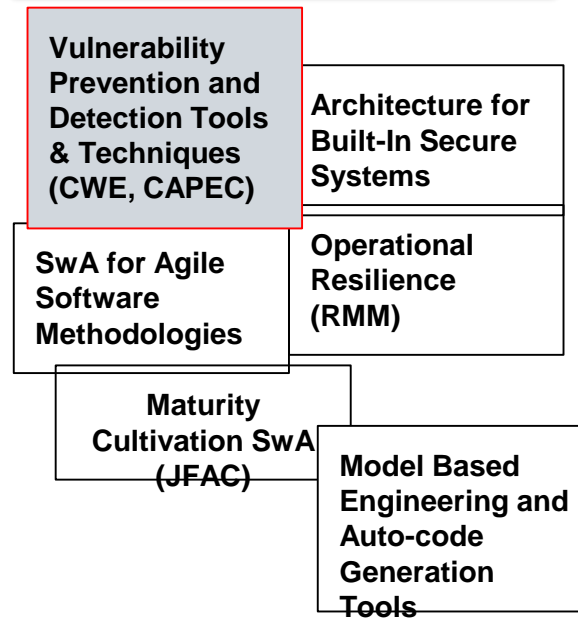 Vulnerability
Prevention and
Detection Tools
& Techniques
(CWE, CAPEC)
Architecture for
Built-In Secure
Systems
SwA for Agile
Software
Methodologies
Operational
Resilience
(RMM)
Maturity
Cultivation SwA
(JFAC)
Model Based
Engineering and
Auto-code
Generation
Tools